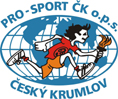 PRO-SPORT ČK o.p.s.
ČESKÝ KRUMLOV